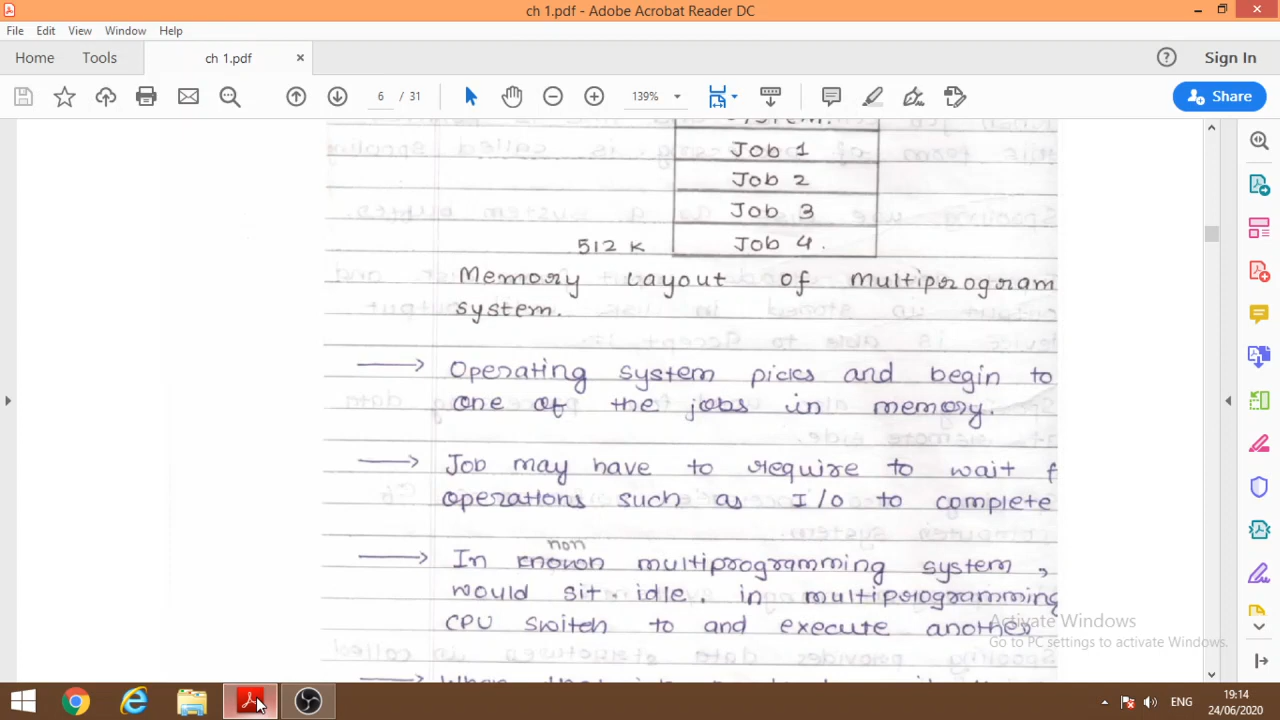 ch 1.pdf - Adobe Acrobat Reader DC
File Edit View Window Help
Home Tools ch 1.pdf × Sign In
6 / 31 139% Share
system.
Job 1
Job 2
Job 3
512 K Job 4.
Memory Layout of multiprogram
system.
→ Operating system picks and begin to
one of the jobs in memory.
→ Job may have to require to wait f
operations such as I/O to complete
non
→ In known multiprogramming system,
would sit idle. in multiprogramming
CPU switch to and execute another
Activate Windows
Go to PC settings to activate Windows.
ENG
19:14
24/06/2020